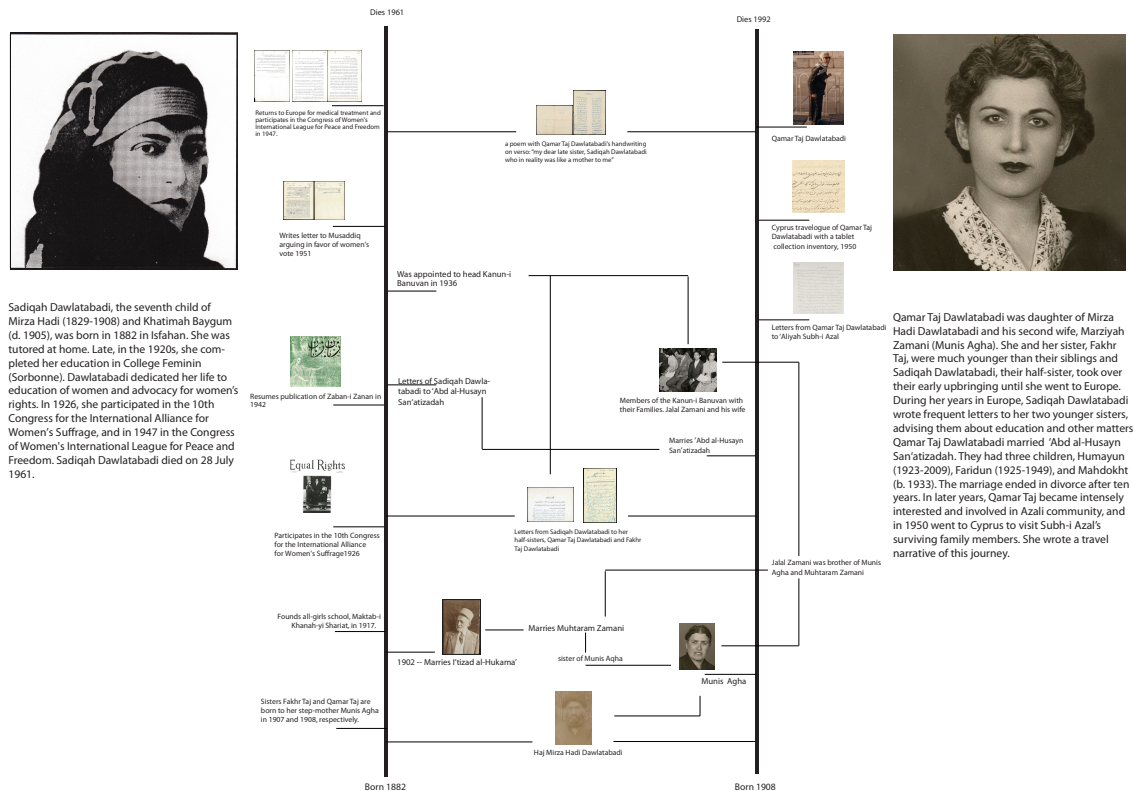 Dies 1961
Dies 1992
Returns to Europe for medical treatment and
participates in the Congress of Women's
International League for Peace and Freedom
in 1947.
a poem with Qamar Taj Dawlatabadi's handwriting
on verso: "my dear late sister, Sadiqah Dawlatabadi
who in reality was like a mother to me"
Qamar Taj Dawlatabadi
Writes letter to Musaddiq
arguing in favor of women's
vote 1951
Cyprus travelogue of Qamar Taj
Dawlatabadi with a tablet
collection inventory, 1950
Was appointed to head Kanun-i
Banuvan in 1936
Letters from Qamar Taj Dawlatabadi
to 'Aliyah Subh-i Azal
Sadiqah Dawlatabadi, the seventh child of
Mirza Hadi (1829-1908) and Khatimah Baygum
(d. 1905), was born in 1882 in Isfahan. She was
tutored at home. Late, in the 1920s, she com-
pleted her education in College Feminin
(Sorbonne). Dawlatabadi dedicated her life to
education of women and advocacy for women's
rights. In 1926, she participated in the 10th
Congress for the International Alliance for
Women's Suffrage, and in 1947 in the Congress
of Women's International League for Peace and
Freedom. Sadiqah Dawlatabadi died on 28 July
1961.
Resumes publication of Zaban-i Zanan in
1942
Letters of Sadiqah Dawla-
tabadi to 'Abd al-Husayn
San'atizadah
Members of the Kanun-i Banuvan with
their Families. Jalal Zamani and his wife
Marries 'Abd al-Husayn
San'atizadah
Equal Rights
Participates in the 10th Congress
for the International Alliance
for Women's Suffrage1926
Letters from Sadiqah Dawlatabadi to her
half-sisters, Qamar Taj Dawlatabadi and Fakhr
Taj Dawlatabadi
Jalal Zamani was brother of Munis
Agha and Muhtaram Zamani
Founds all-girls school, Maktab-i
Khanah-yi Shariat, in 1917.
Marries Muhtaram Zamani
1902 -- Marries I'tizad al-Hukama'
sister of Munis Agha
Munis Agha
Sisters Fakhr Taj and Qamar Taj are
born to her step-mother Munis Agha
in 1907 and 1908, respectively.
Haj Mirza Hadi Dawlatabadi
Born 1882
Born 1908
Qamar Taj Dawlatabadi was daughter of Mirza
Hadi Dawlatabadi and his second wife, Marziyah
Zamani (Munis Agha). She and her sister, Fakhr
Taj, were much younger than their siblings and
Sadiqah Dawlatabadi, their half-sister, took over
their early upbringing until she went to Europe.
During her years in Europe, Sadiqah Dawlatabadi
wrote frequent letters to her two younger sisters,
advising them about education and other matters
Qamar Taj Dawlatabadi married 'Abd al-Husayn
San'atizadah. They had three children, Humayun
(1923-2009), Faridun (1925-1949), and Mahdokht
(b. 1933). The marriage ended in divorce after ten
years. In later years, Qamar Taj became intensely
interested and involved in Azali community, and
in 1950 went to Cyprus to visit Subh-i Azal's
surviving family members. She wrote a travel
narrative of this journey.